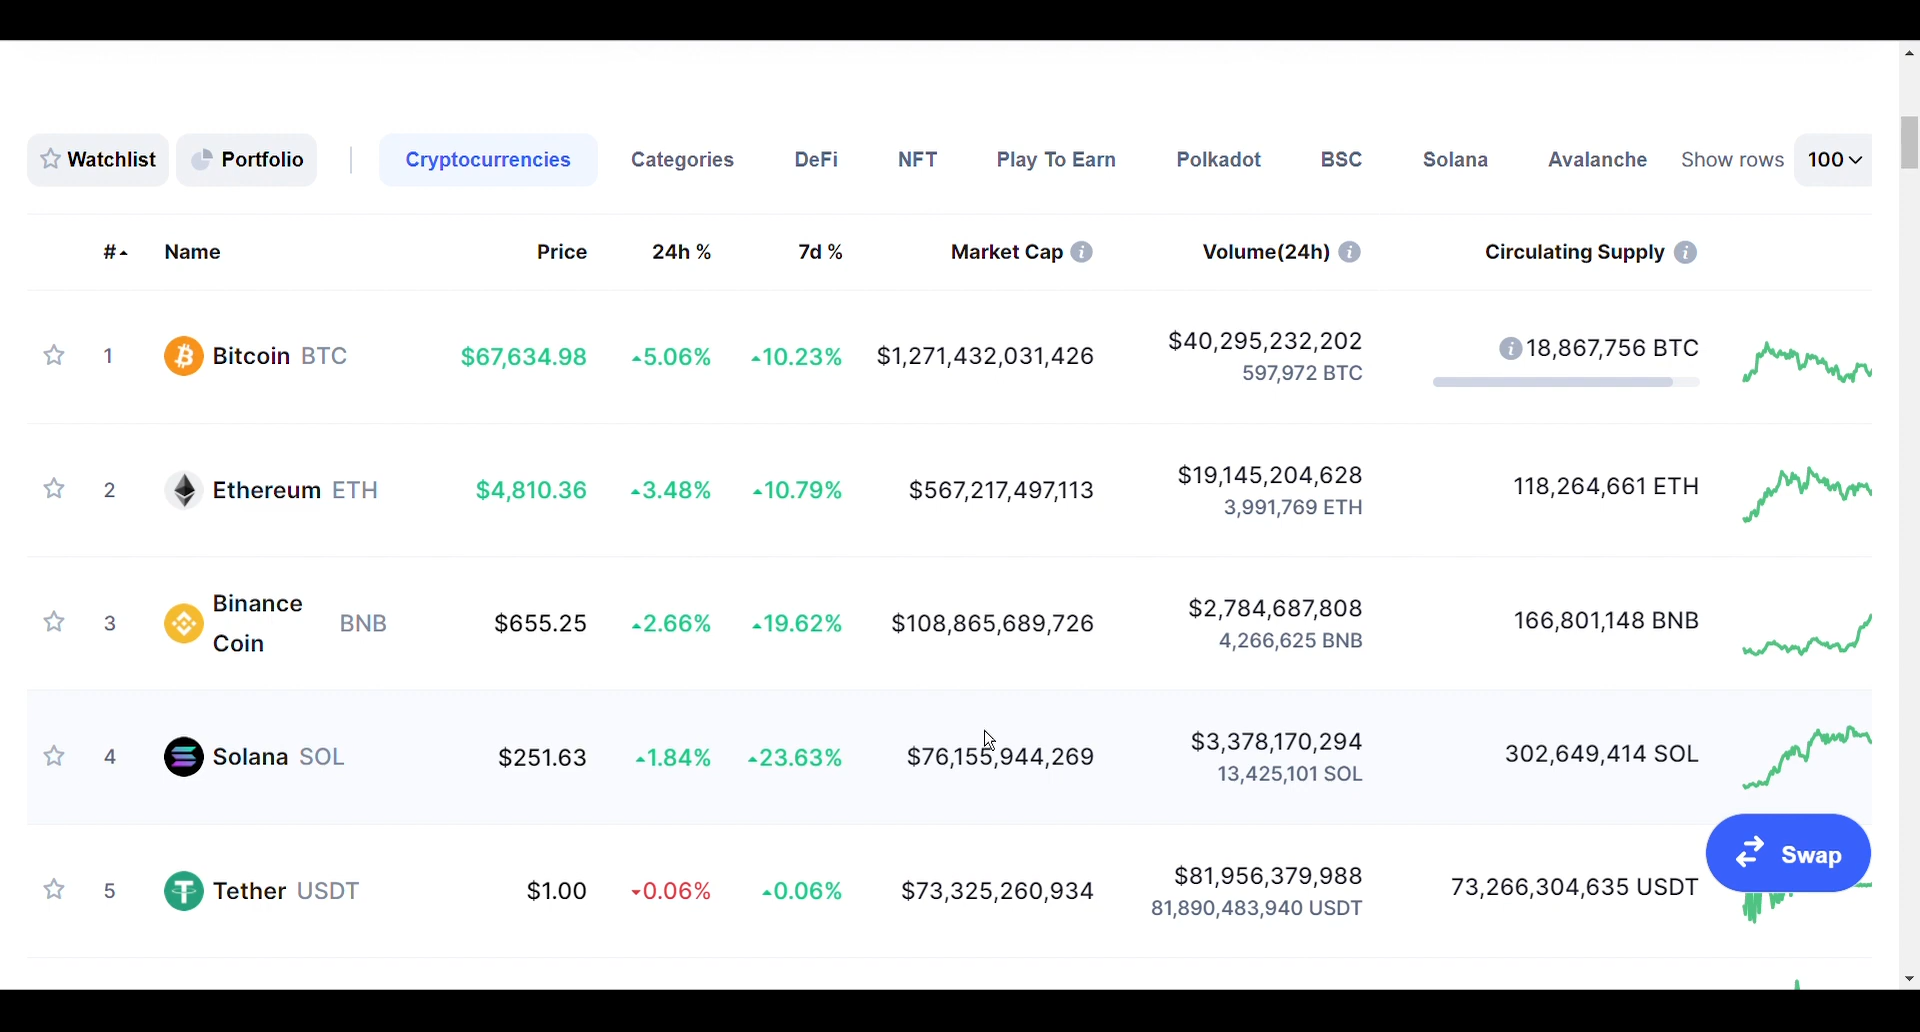 Watchlist Portfolio Cryptocurrencies Categories DeFi NFT Play To Earn Polkadot BSC Solana Avalanche Show rows 100
# Name Price 24h % 7d % Market Cap Volume(24h) Circulating Supply
1 Bitcoin BTC $67,634.98 5.06% 10.23% $1,271,432,031,426 $40,295,232,202 18,867,756 BTC
597,972 BTC
2 Ethereum ETH $4,810.36 3.48% 10.79% $567,217,497,113 $19,145,204,628 118,264,661 ETH
3,991,769 ETH
3 Binance Coin BNB $655.25 2.66% 19.62% $108,865,689,726 $2,784,687,808 166,801,148 BNB
4,266,625 BNB
4 Solana SOL $251.63 1.84% 23.63% $76,155,944,269 $3,378,170,294 302,649,414 SOL
13,425,101 SOL
Swap
5 Tether USDT $1.00 0.06% 0.06% $73,325,260,934 $81,956,379,988 73,266,304,635 USDT
81,890,483,940 USDT